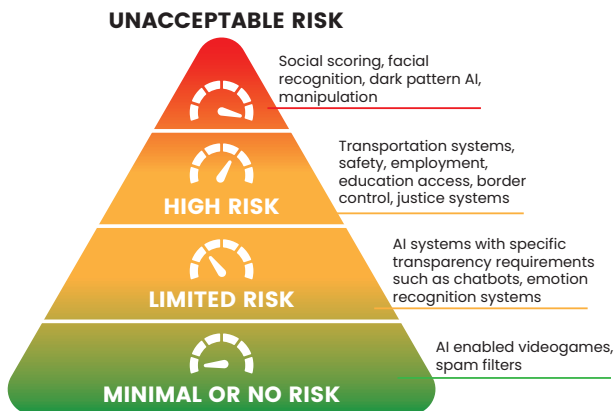 UNACCEPTABLE RISK
Social scoring, facial
recognition, dark pattern AI,
manipulation
Transportation systems,
safety, employment,
education access, border
control, justice systems
HIGH RISK
AI systems with specific
transparency requirements
such as chatbots, emotion
recognition systems
LIMITED RISK
AI enabled videogames,
spam filters
MINIMAL OR NO RISK